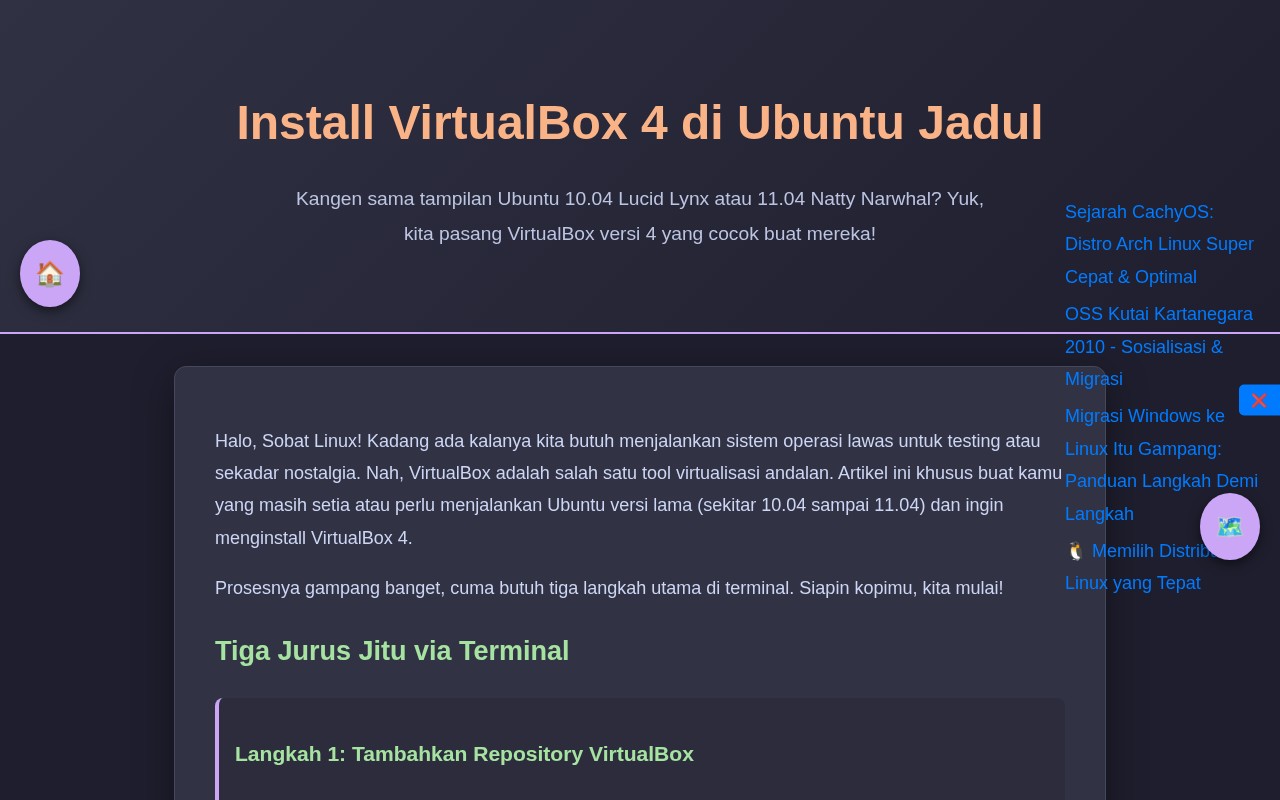 Install VirtualBox 4 di Ubuntu Jadul
Kangen sama tampilan Ubuntu 10.04 Lucid Lynx atau 11.04 Natty Narwhal? Yuk,
kita pasang VirtualBox versi 4 yang cocok buat mereka!
Halo, Sobat Linux! Kadang ada kalanya kita butuh menjalankan sistem operasi lawas untuk testing atau
sekadar nostalgia. Nah, VirtualBox adalah salah satu tool virtualisasi andalan. Artikel ini khusus buat kamu
yang masih setia atau perlu menjalankan Ubuntu versi lama (sekitar 10.04 sampai 11.04) dan ingin
menginstall VirtualBox 4.
Prosesnya gampang banget, cuma butuh tiga langkah utama di terminal. Siapin kopimu, kita mulai!
Tiga Jurus Jitu via Terminal
Langkah 1: Tambahkan Repository VirtualBox
Sejarah CachyOS:
Distro Arch Linux Super
Cepat & Optimal
OSS Kutai Kartanegara
2010 - Sosialisasi &
Migrasi
Migrasi Windows ke
Linux Itu Gampang:
Panduan Langkah Demi
Langkah
🐧 Memilih
Linux yang Tepat